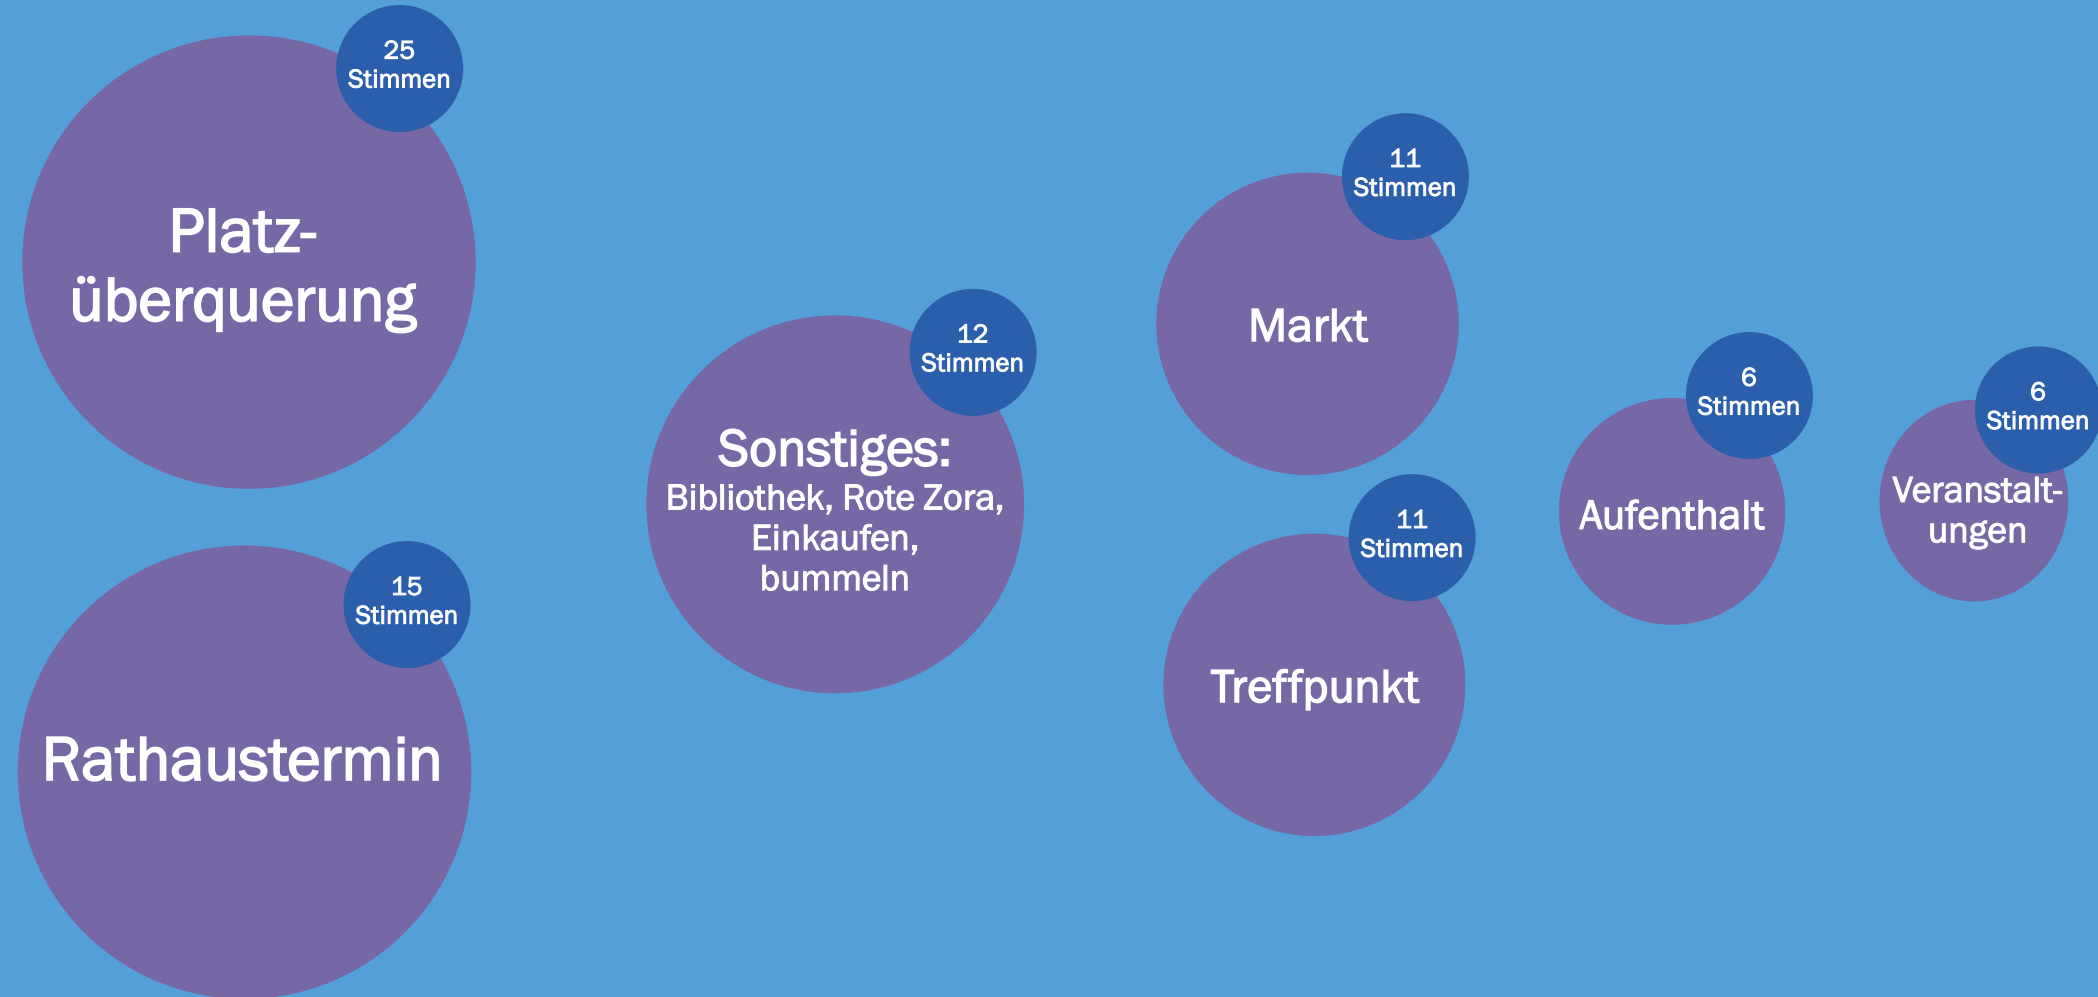 25
Stimmen
Platz-
überquerung
15
Stimmen
Rathaustermin
12
Stimmen
Sonstiges:
Bibliothek, Rote Zora,
Einkaufen,
bummeln
11
Stimmen
Markt
11
Stimmen
Treffpunkt
6
Stimmen
Aufenthalt
6
Stimmen
Veranstalt-
ungen